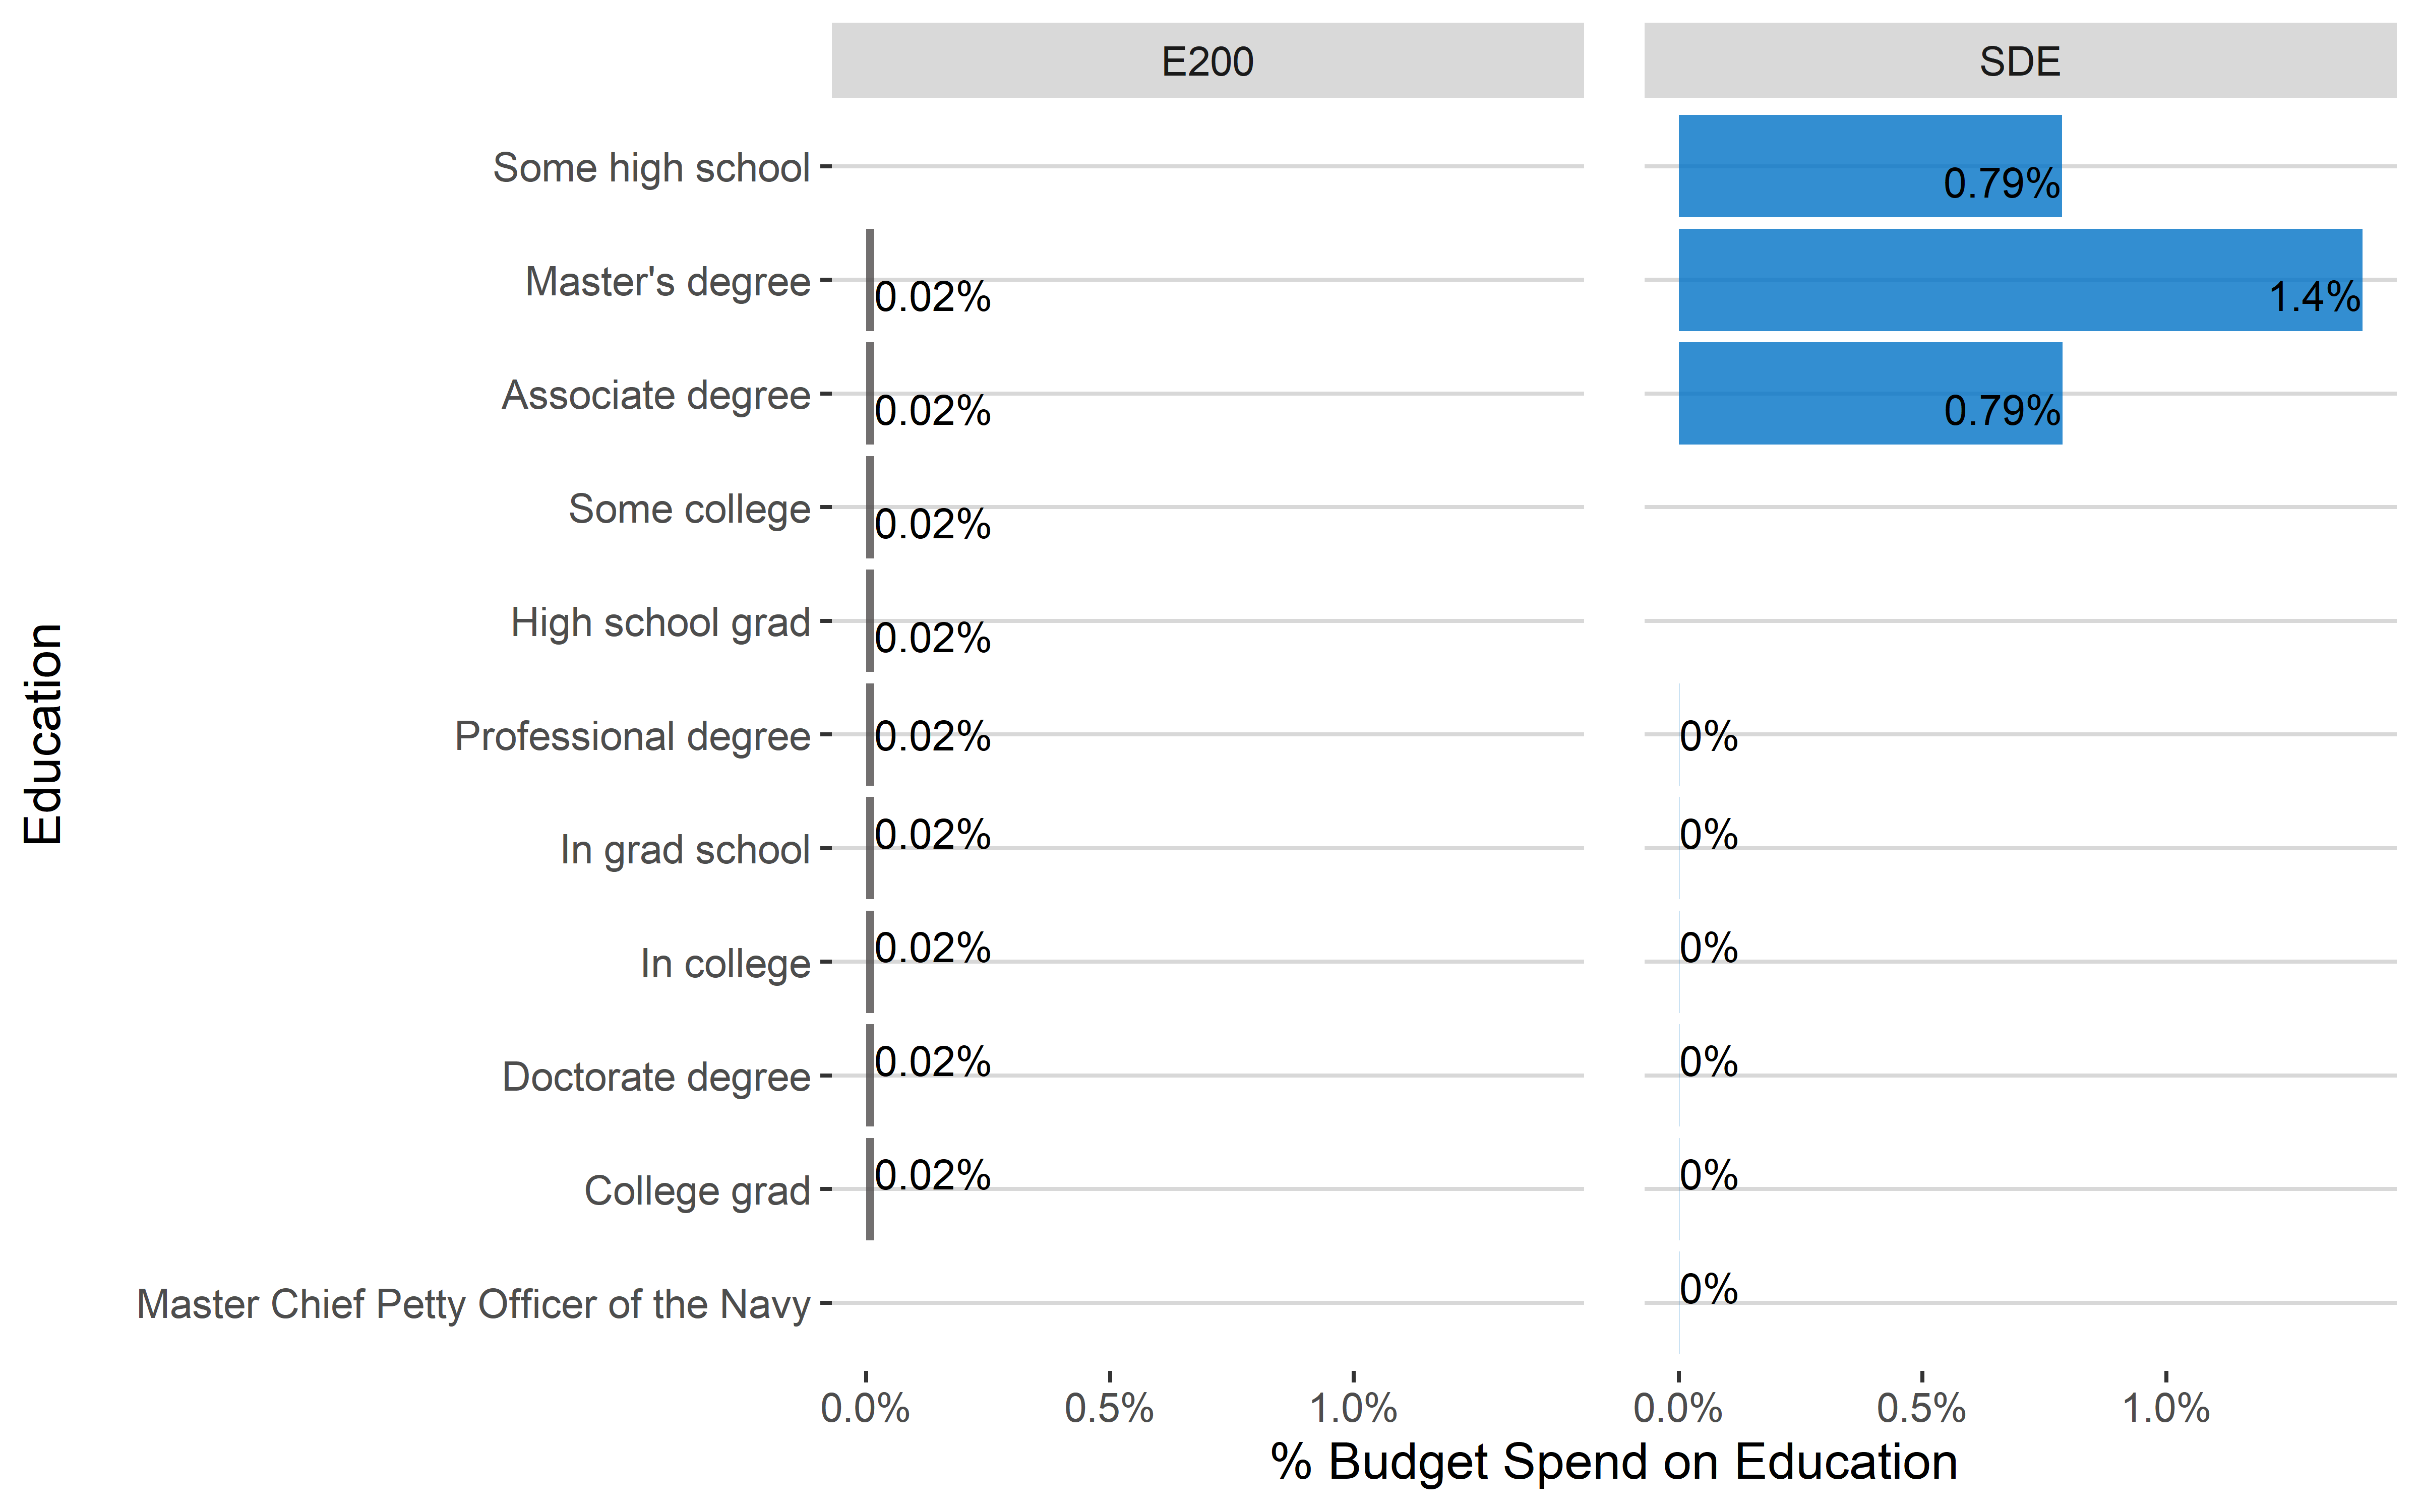 E200 SDE
Some high school 0.79%
Master's degree 0.02% 1.4%
Associate degree 0.02% 0.79%
Some college 0.02%
High school grad 0.02%
Professional degree 0.02% 0%
In grad school 0.02% 0%
In college 0.02% 0%
Doctorate degree 0.02% 0%
College grad 0.02% 0%
Master Chief Petty Officer of the Navy 0%
Education
0.0% 0.5% 1.0% 0.0% 0.5% 1.0%
% Budget Spend on Education